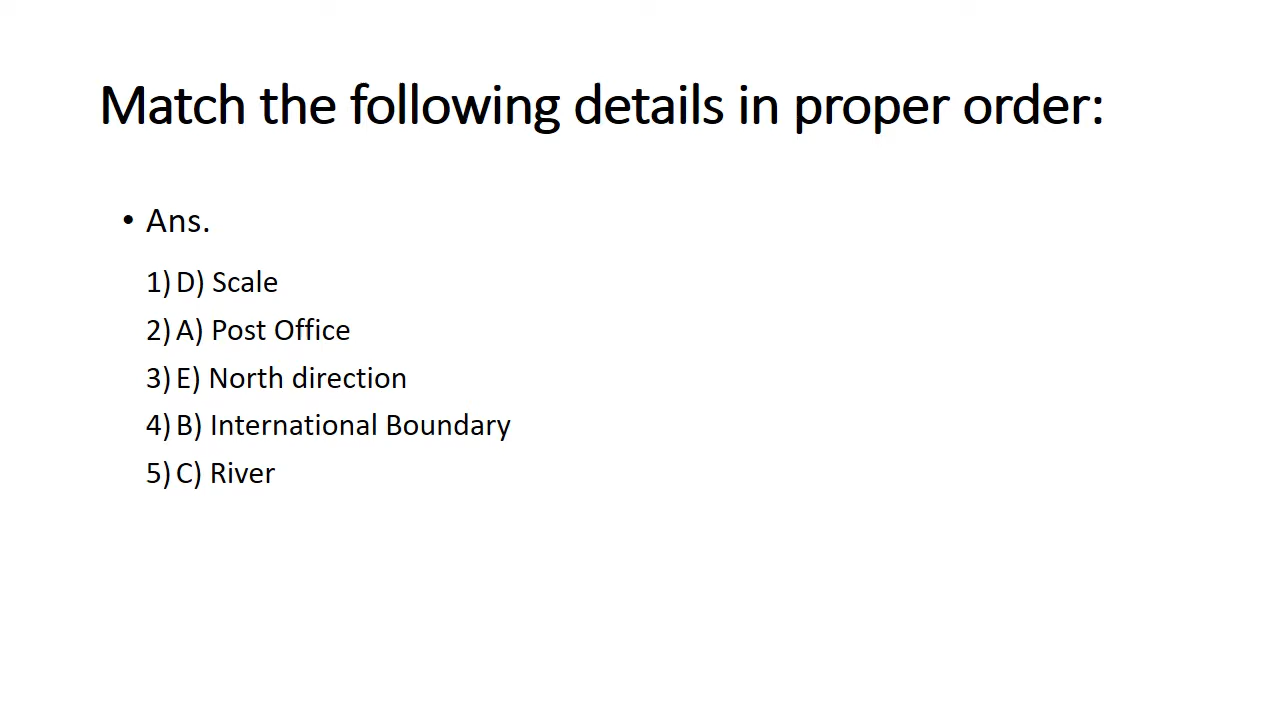 Match the following details in proper order:
• Ans.
1) D) Scale
2) A) Post Office
3) E) North direction
4) B) International Boundary
5) C) River